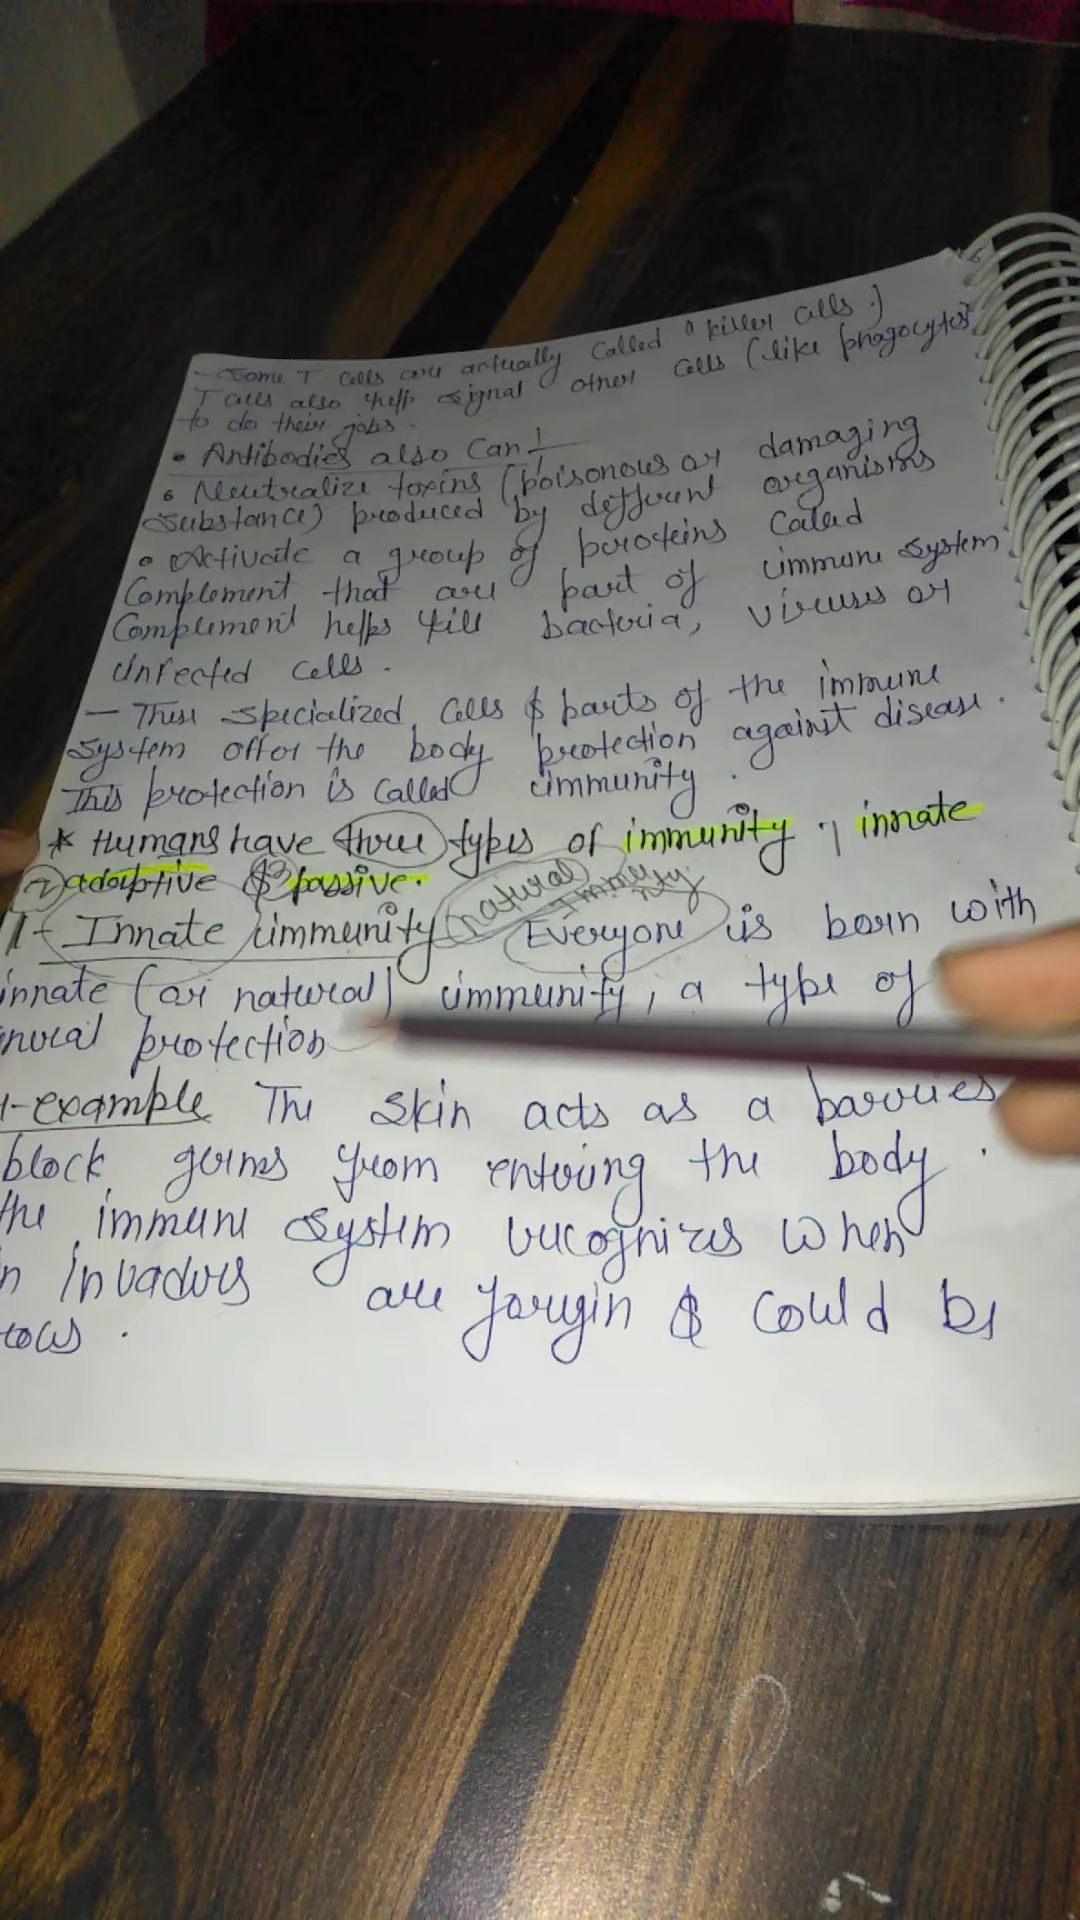 - Some T cells are actually called "killer cells.)
T cells also help signal other cells (like phagocytes)
to do their jobs.
• Antibodies also can!
• Neutralize toxins (poisonous or damaging
substance) produced by different organisms
• Activate a group of proteins called
Complement that are part of immune system
Complement helps kill bacteria, viruses or
infected cells.
- These specialized cells & parts of the immune
system offer the body protection against disease.
This protection is called immunity.
* Humans have three types of immunity, innate
2) adaptive & 3 passive.
natural Immunity
1- Innate immunity Everyone is born with
innate (or natural) immunity, a type of
neral protection
-example The skin acts as a barries
block germs from entering the body.
the immune system recognizes when
n invaders are forgin & could be